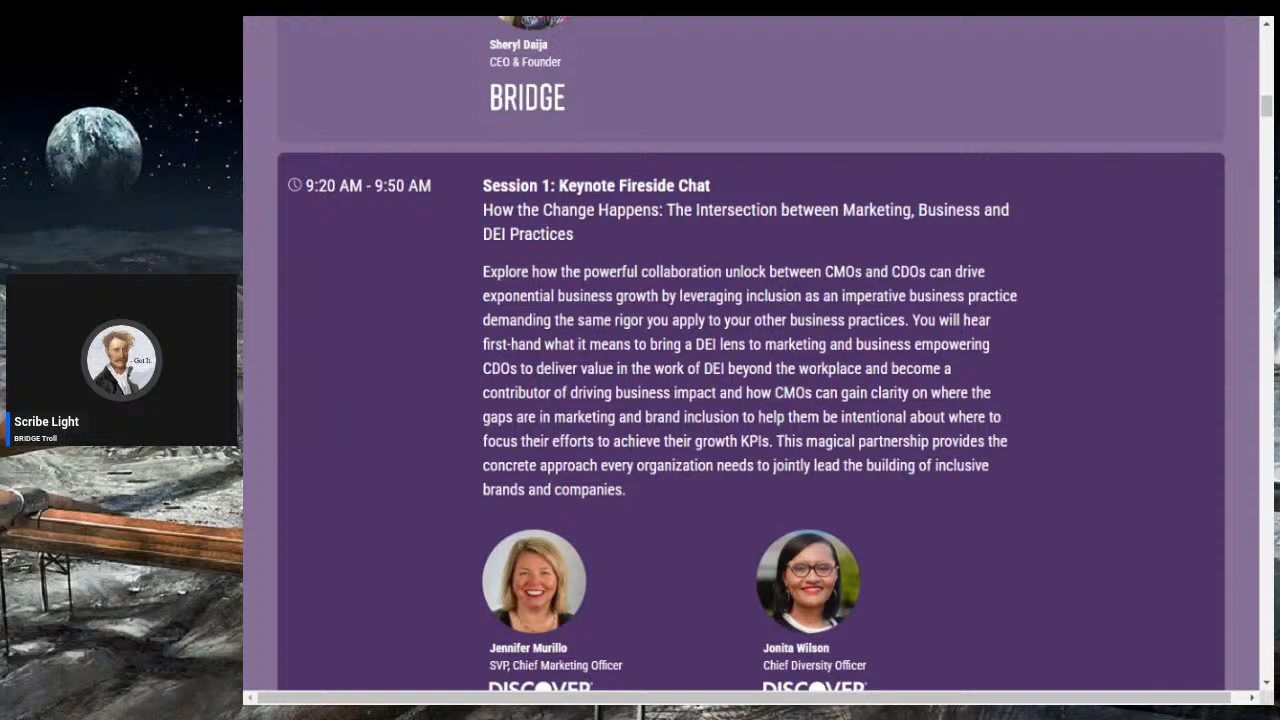 Sheryl Daija
CEO & Founder
BRIDGE
9:20 AM - 9:50 AM
Session 1: Keynote Fireside Chat
How the Change Happens: The Intersection between Marketing, Business and
DEI Practices
Explore how the powerful collaboration unlock between CMOs and CDOs can drive
exponential business growth by leveraging inclusion as an imperative business practice
demanding the same rigor you apply to your other business practices. You will hear
first-hand what it means to bring a DEI lens to marketing and business empowering
CDOs to deliver value in the work of DEI beyond the workplace and become a
contributor of driving business impact and how CMOs can gain clarity on where the
gaps are in marketing and brand inclusion to help them be intentional about where to
focus their efforts to achieve their growth KPIs. This magical partnership provides the
concrete approach every organization needs to jointly lead the building of inclusive
brands and companies.
- Got It.
Scribe Light
BRIDGE Troll
Jennifer Murillo
SVP, Chief Marketing Officer
DISCOVER
Jonita Wilson
Chief Diversity Officer
DISCOVER